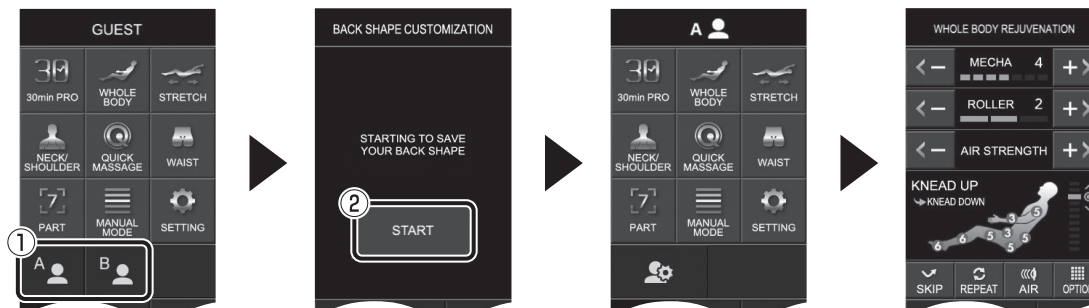 GUEST
30
30min PRO
WHOLE
BODY
STRETCH
NECK/
SHOULDER
QUICK
MASSAGE
WAIST
7
PART
MANUAL
MODE
SETTING
①
A
B
BACK SHAPE CUSTOMIZATION
STARTING TO SAVE
YOUR BACK SHAPE
②
START
A
30
30min PRO
WHOLE
BODY
STRETCH
NECK/
SHOULDER
QUICK
MASSAGE
WAIST
7
PART
MANUAL
MODE
SETTING
WHOLE BODY REJUVENATION
MECHA 4
ROLLER 2
AIR STRENGTH
KNEAD UP
KNEAD DOWN
3 5
6 6 5 3 5
5
SKIP
REPEAT
AIR